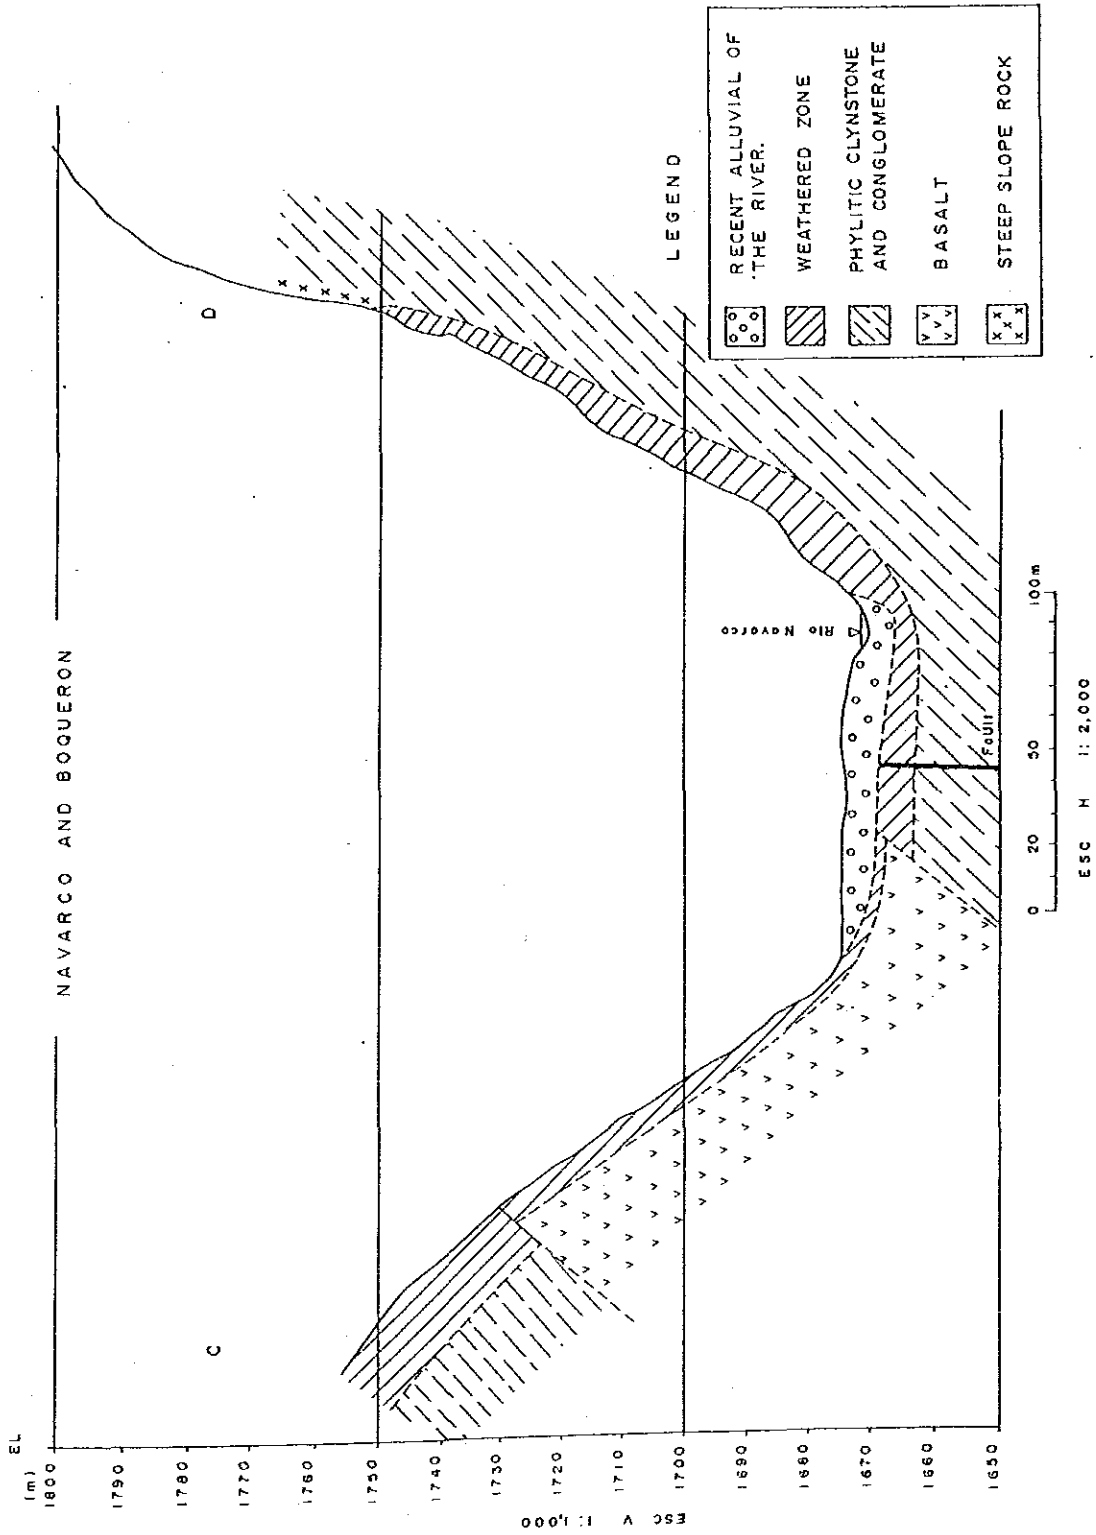 NAVARCO AND BOQUERON
EL
(m)
1800
1790
1780
1770
1760
1750
1740
1730
1720
1710
1700
1690
1680
1670
1660
1650
ESC V 1:1,000
C
D
Rio Navarco
Fault
0 20 50 100m
ESC H 1:2,000
LEGEND
RECENT ALLUVIAL OF
THE RIVER.
WEATHERED ZONE
PHYLITIC CLYNSTONE
AND CONGLOMERATE
BASALT
STEEP SLOPE ROCK